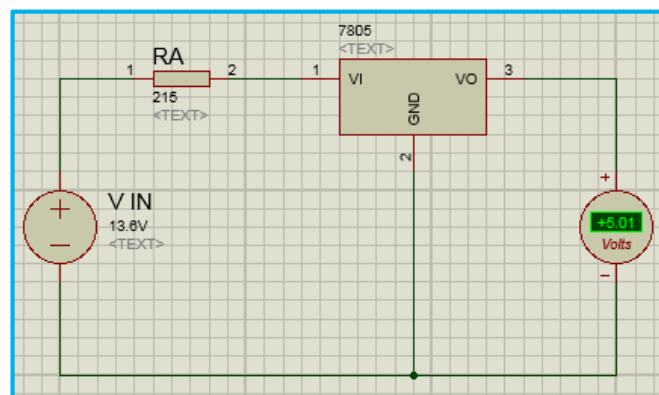 7805
<TEXT>
RA
1 2
215
<TEXT>
1 VI VO 3
GND
2
V IN
13.6V
<TEXT>
+5.01
Volts